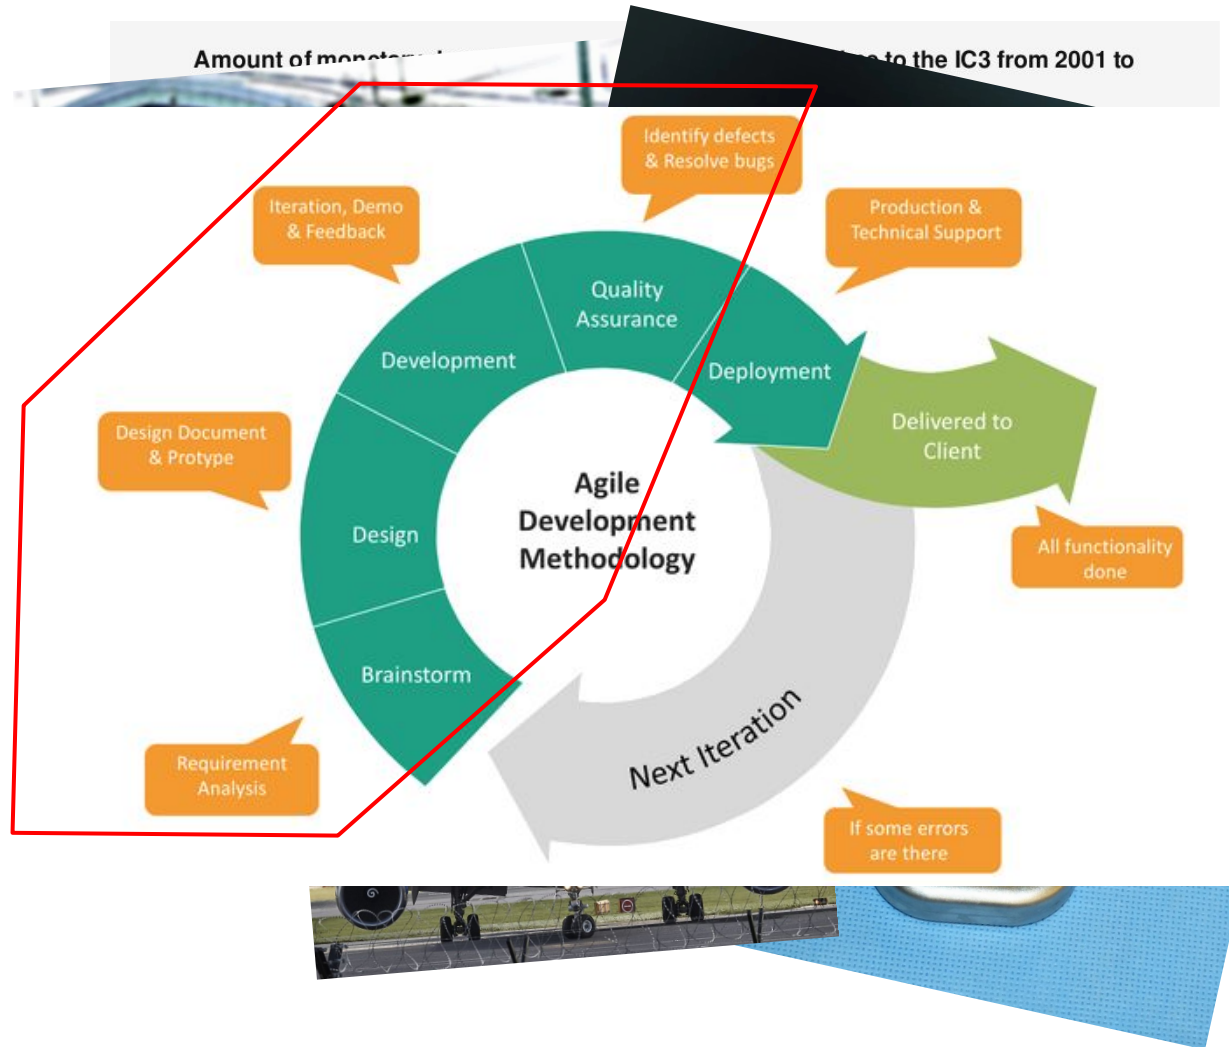 Amount of
to the IC3 from 2001 to
Identify defects
& Resolve bugs
Iteration, Demo
& Feedback
Production &
Technical Support
Quality
Assurance
Development
Deployment
Delivered to
Client
Design Document
& Protype
Agile
Development
Methodology
Design
All functionality
done
Brainstorm
Next Iteration
Requirement
Analysis
If some errors
are there